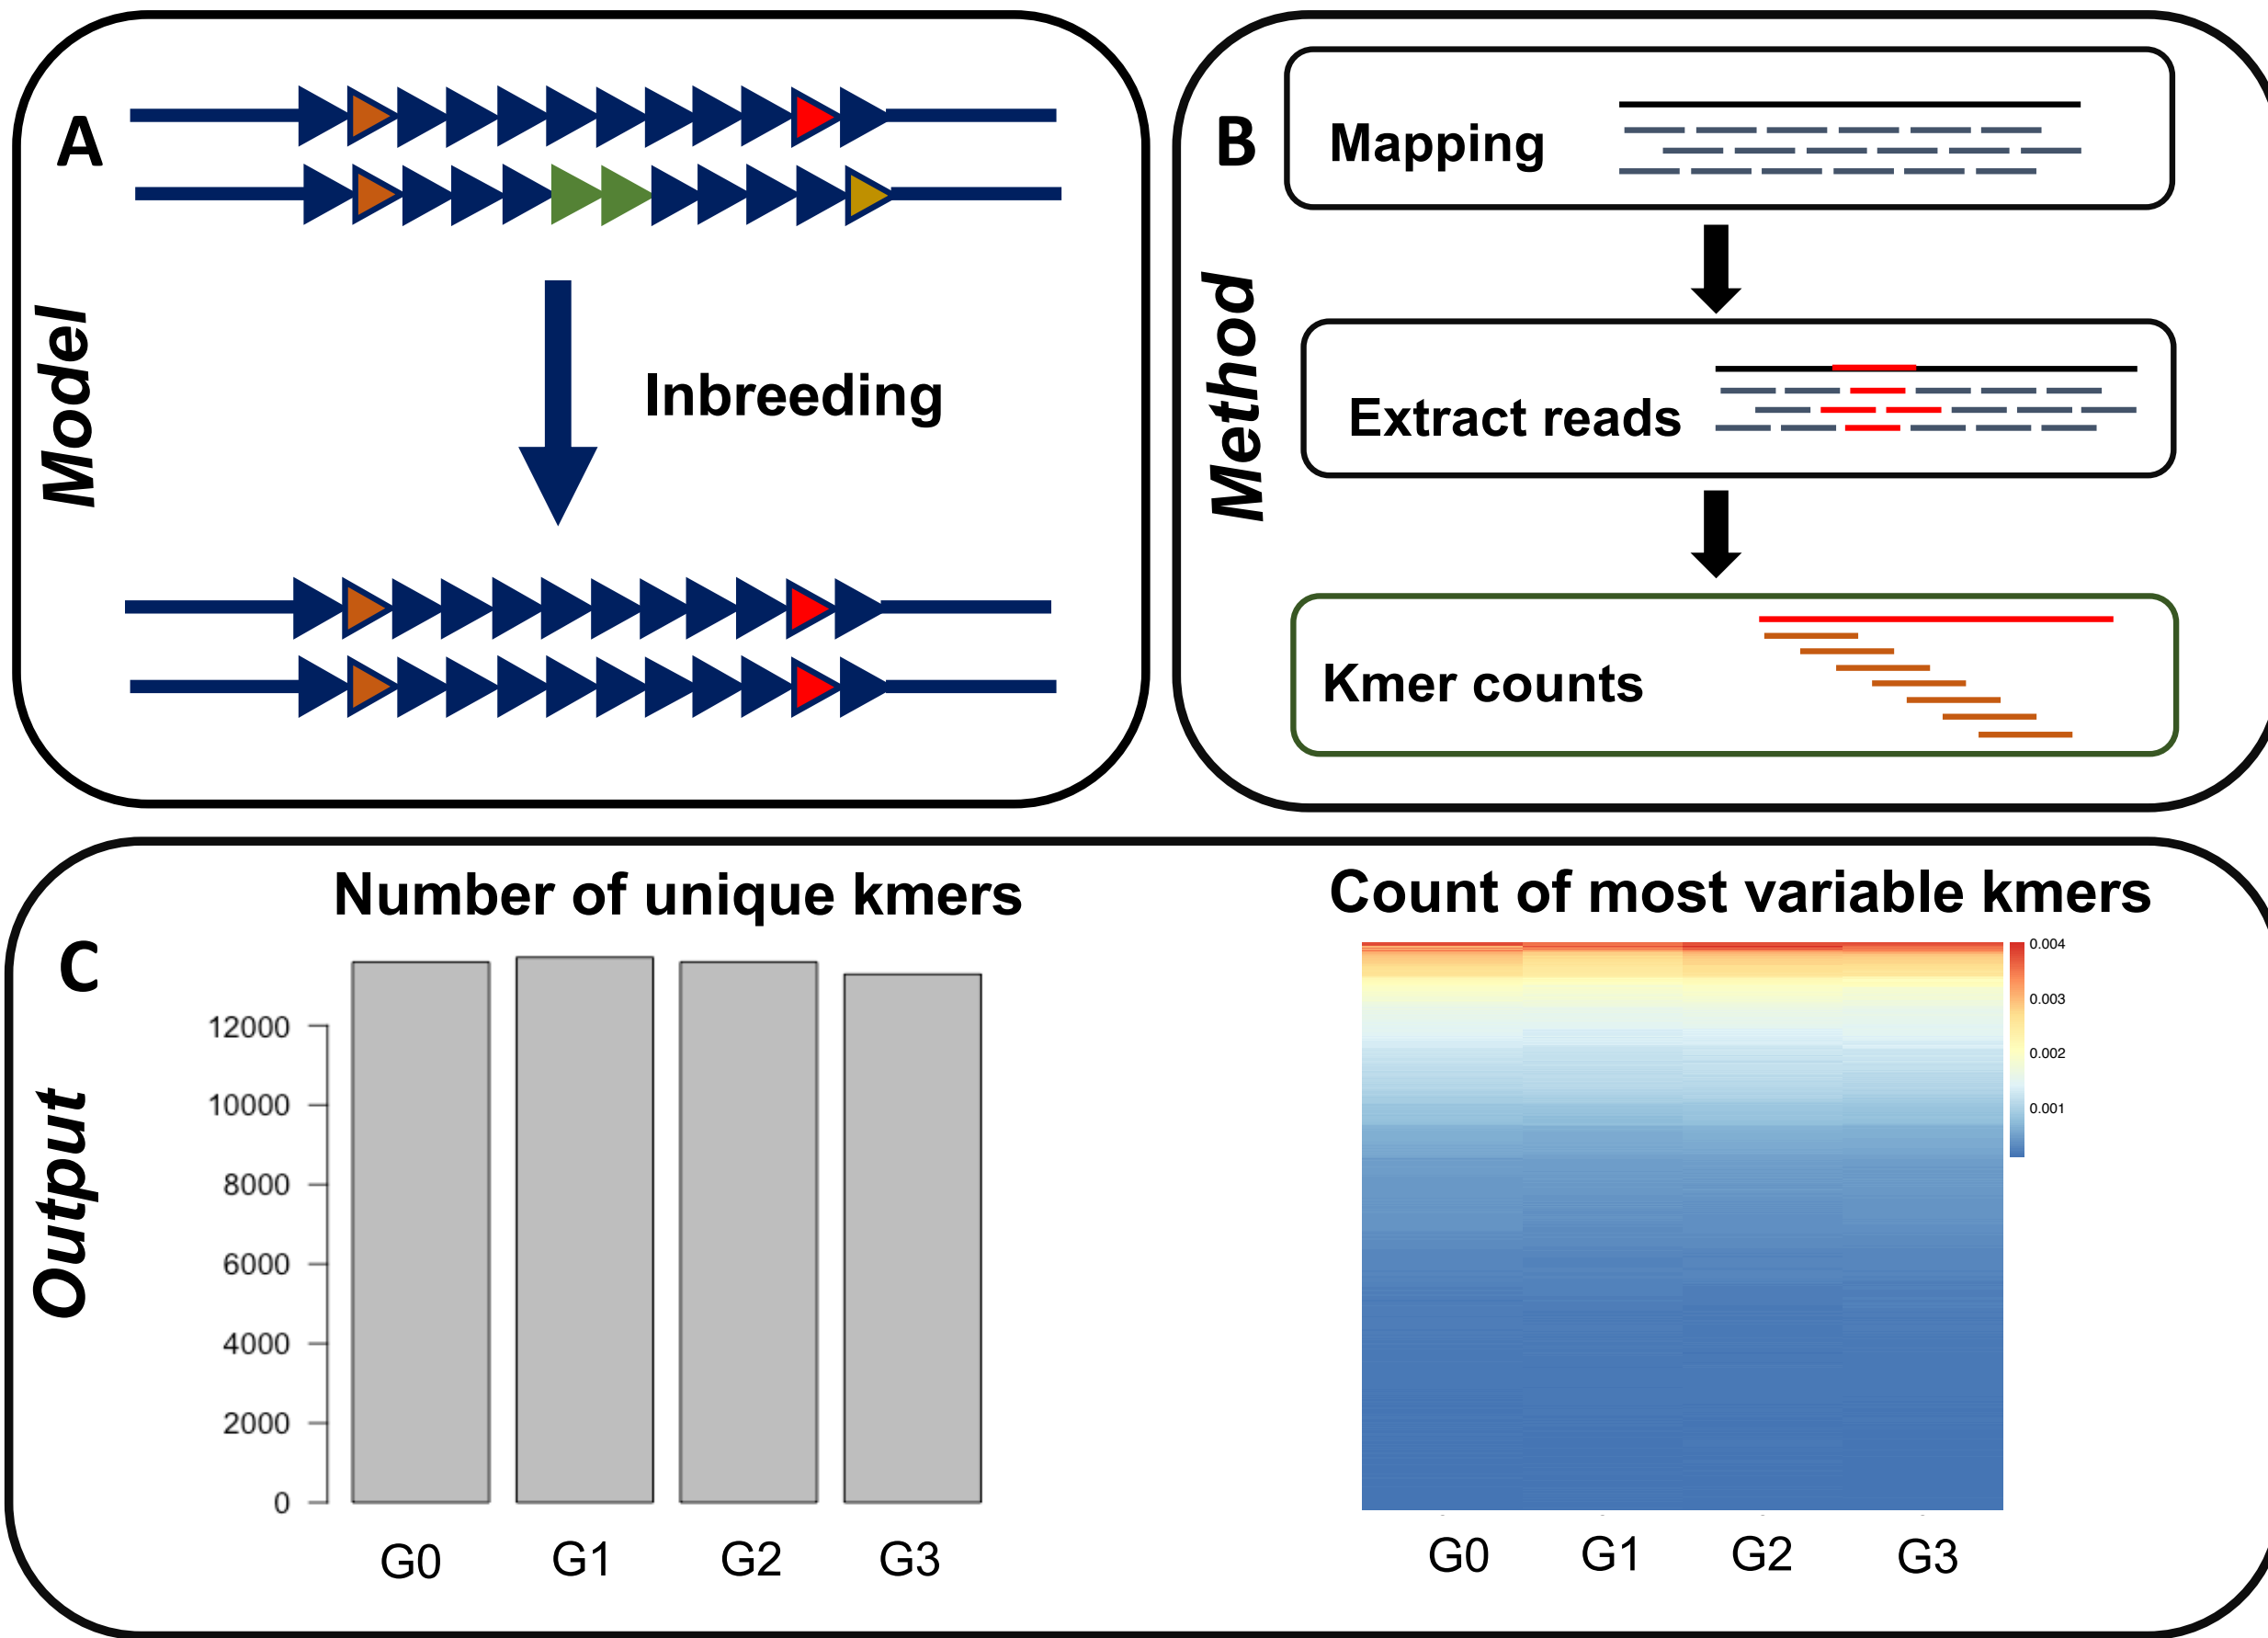 A
Model
Inbreeding
B
Method
Mapping
Extract reads
Kmer counts
C
Output
Number of unique kmers
12000
10000
8000
6000
4000
2000
0
G0 G1 G2 G3
Count of most variable kmers
0.004
0.003
0.002
0.001
G0 G1 G2 G3